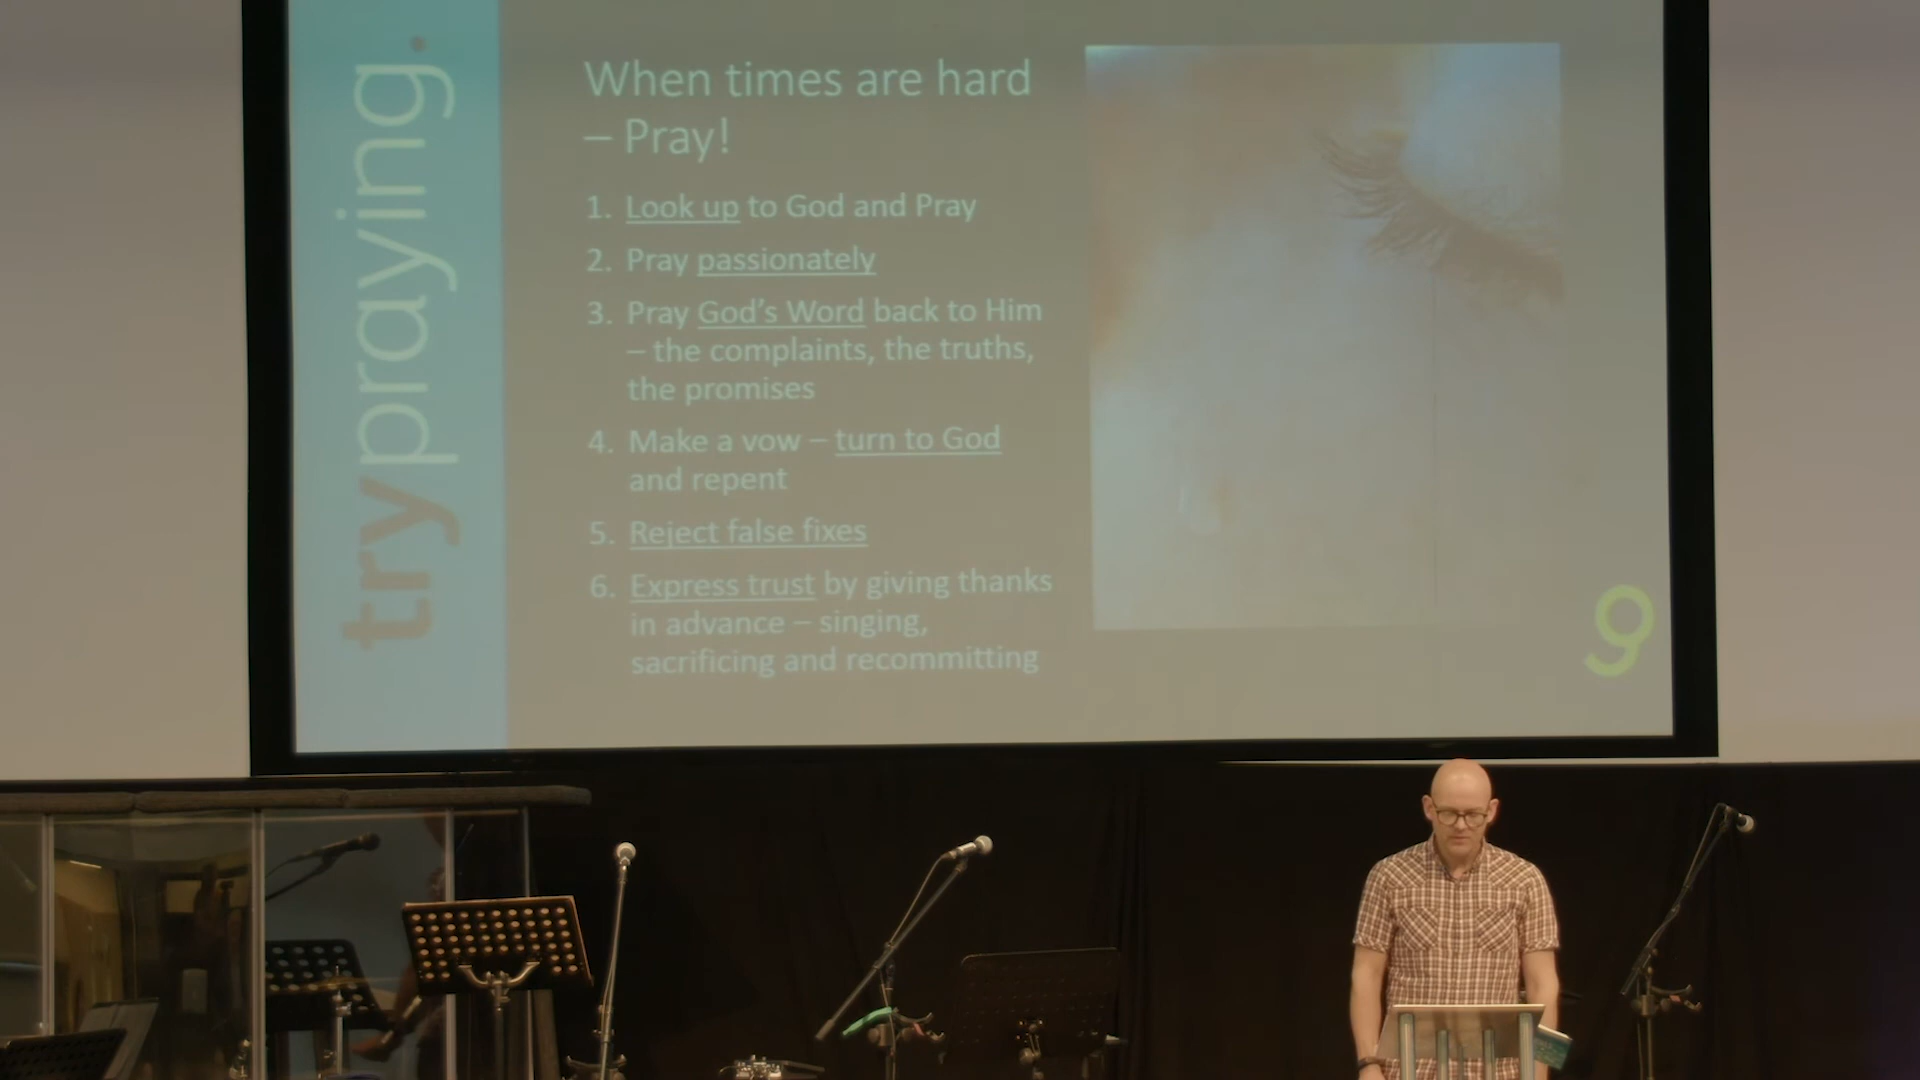 trypraying.
When times are hard
– Pray!
1. Look up to God and Pray
2. Pray passionately
3. Pray God's Word back to Him
– the complaints, the truths,
the promises
4. Make a vow – turn to God
and repent
5. Reject false fixes
6. Express trust by giving thanks
in advance – singing,
sacrificing and recommitting
9